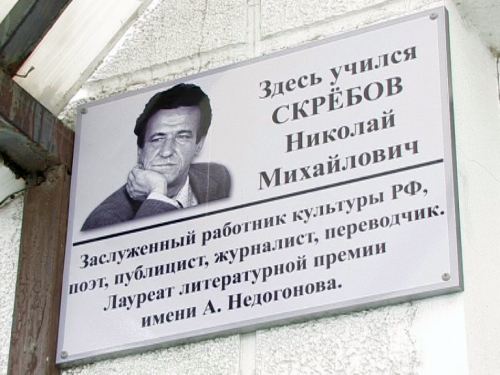 Здесь учился
СКРЁБОВ
Николай
Михайлович
Заслуженный работник культуры РФ,
поэт, публицист, журналист, переводчик.
Лауреат литературной премии
имени А. Недогонова.